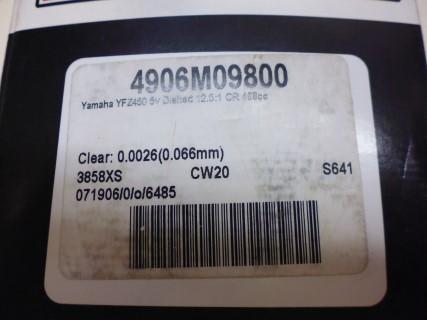 4906M09800
Yamaha YFZ450 5v Dished 12.5:1 CR 468cc
Clear: 0.0026(0.066mm)
3858XS CW20 S641
071906/0/o/6485